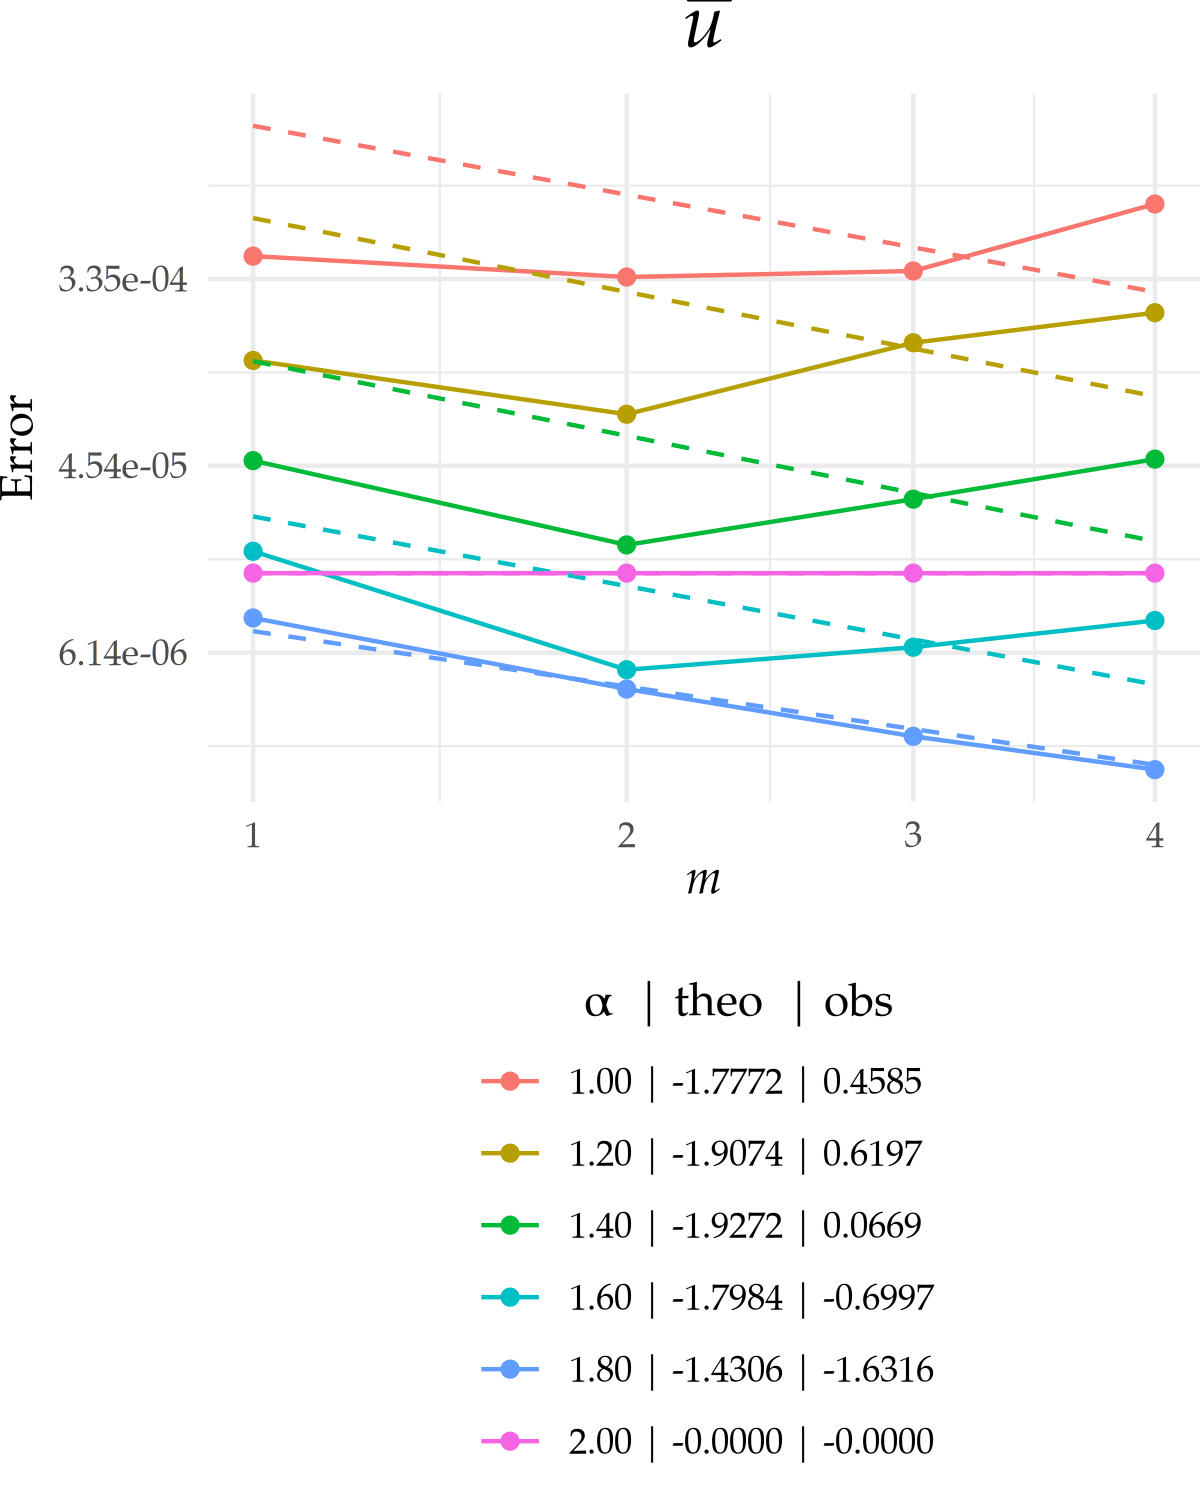 u̅
3.35e-04
4.54e-05
6.14e-06
Error
1 2 3 4
m
α | theo | obs
1.00 | -1.7772 | 0.4585
1.20 | -1.9074 | 0.6197
1.40 | -1.9272 | 0.0669
1.60 | -1.7984 | -0.6997
1.80 | -1.4306 | -1.6316
2.00 | -0.0000 | -0.0000